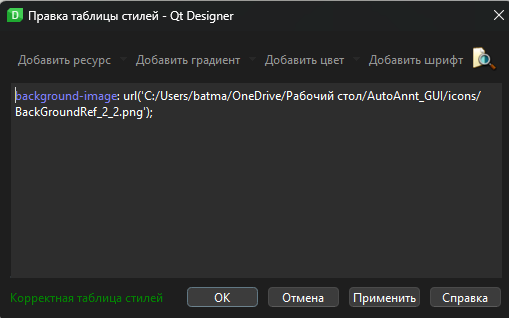 Правка таблицы стилей - Qt Designer
Добавить ресурс Добавить градиент Добавить цвет Добавить шрифт
background-image: url('C:/Users/batma/OneDrive/Рабочий стол/AutoAnnt_GUI/icons/
BackGroundRef_2_2.png');
Корректная таблица стилей OK Отмена Применить Справка